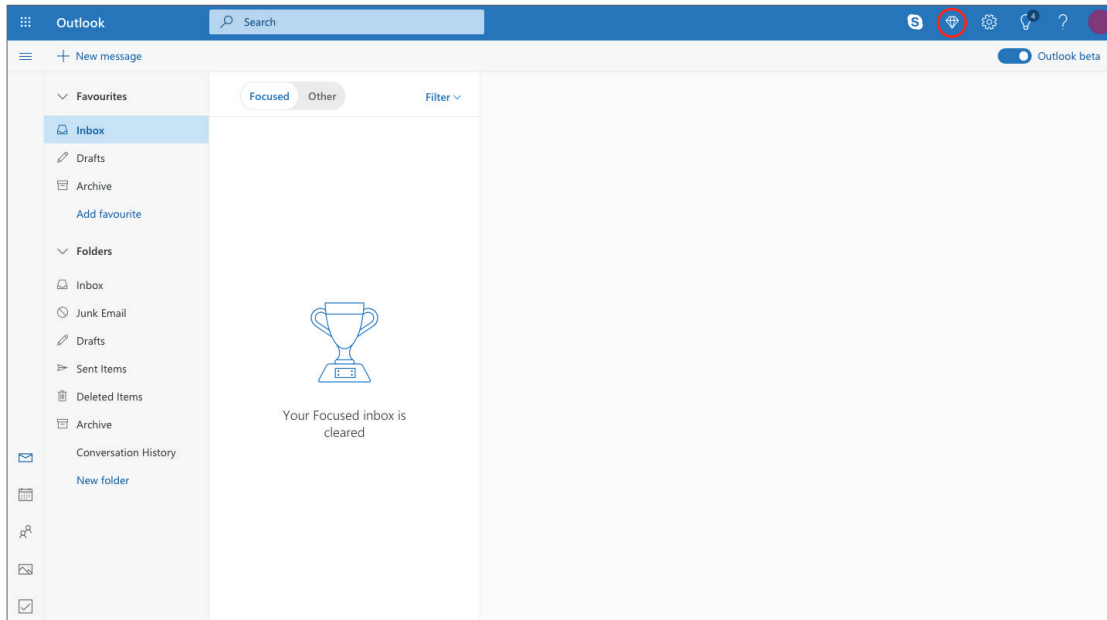 Outlook
Search
4
?
New message
Outlook beta
Favourites
Focused
Other
Filter
Inbox
Drafts
Archive
Add favourite
Folders
Inbox
Junk Email
Drafts
Sent Items
Deleted Items
Archive
Conversation History
New folder
Your Focused inbox is
cleared